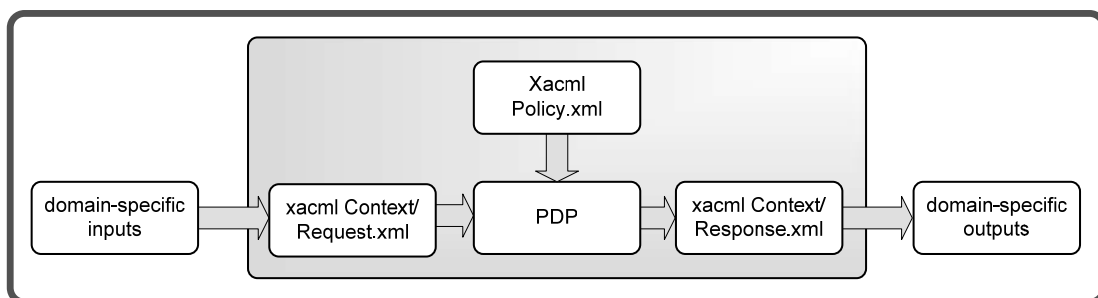 Xacml
Policy.xml
domain-specific
inputs
xacml Context/
Request.xml
PDP
xacml Context/
Response.xml
domain-specific
outputs